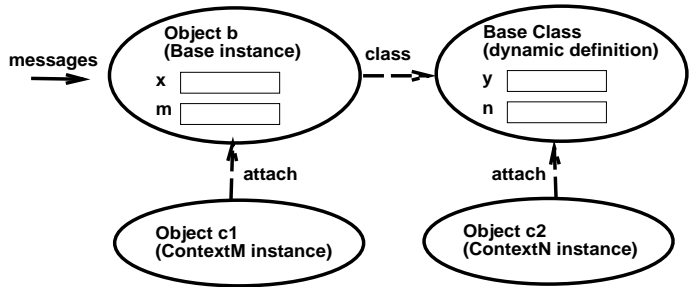 messages
Object b
(Base instance)
x
m
class
Base Class
(dynamic definition)
y
n
attach
attach
Object c1
(ContextM instance)
Object c2
(ContextN instance)